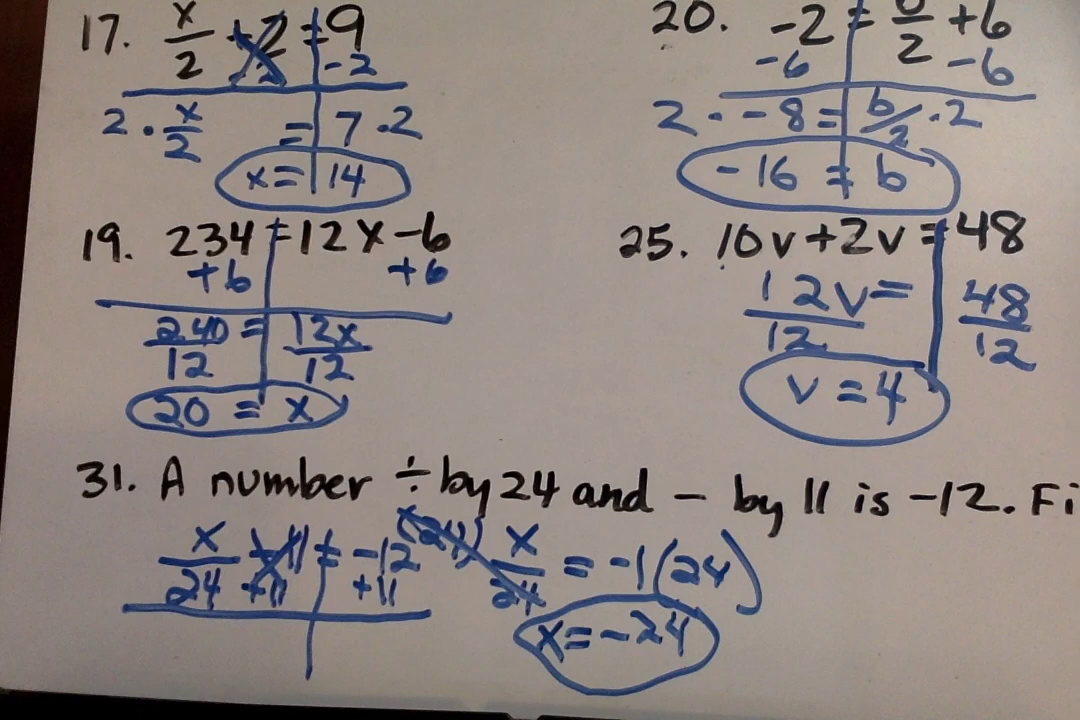 17. x/2 + 2 = 9
- 2 - 2
2 · x/2 = 7 · 2
x = 14
20. -2 = b/2 + 6
-6 -6
2 · -8 = b/2 · 2
-16 = b
19. 234 = 12x - 6
+6 +6
240/12 = 12x/12
20 = x
25. 10v + 2v = 48
12v/12 = 48/12
v = 4
31. A number ÷ by 24 and - by 11 is -12. Fi
x/24 - 11 = -12
+11 +11
(24) x/24 = -1(24)
x = -24